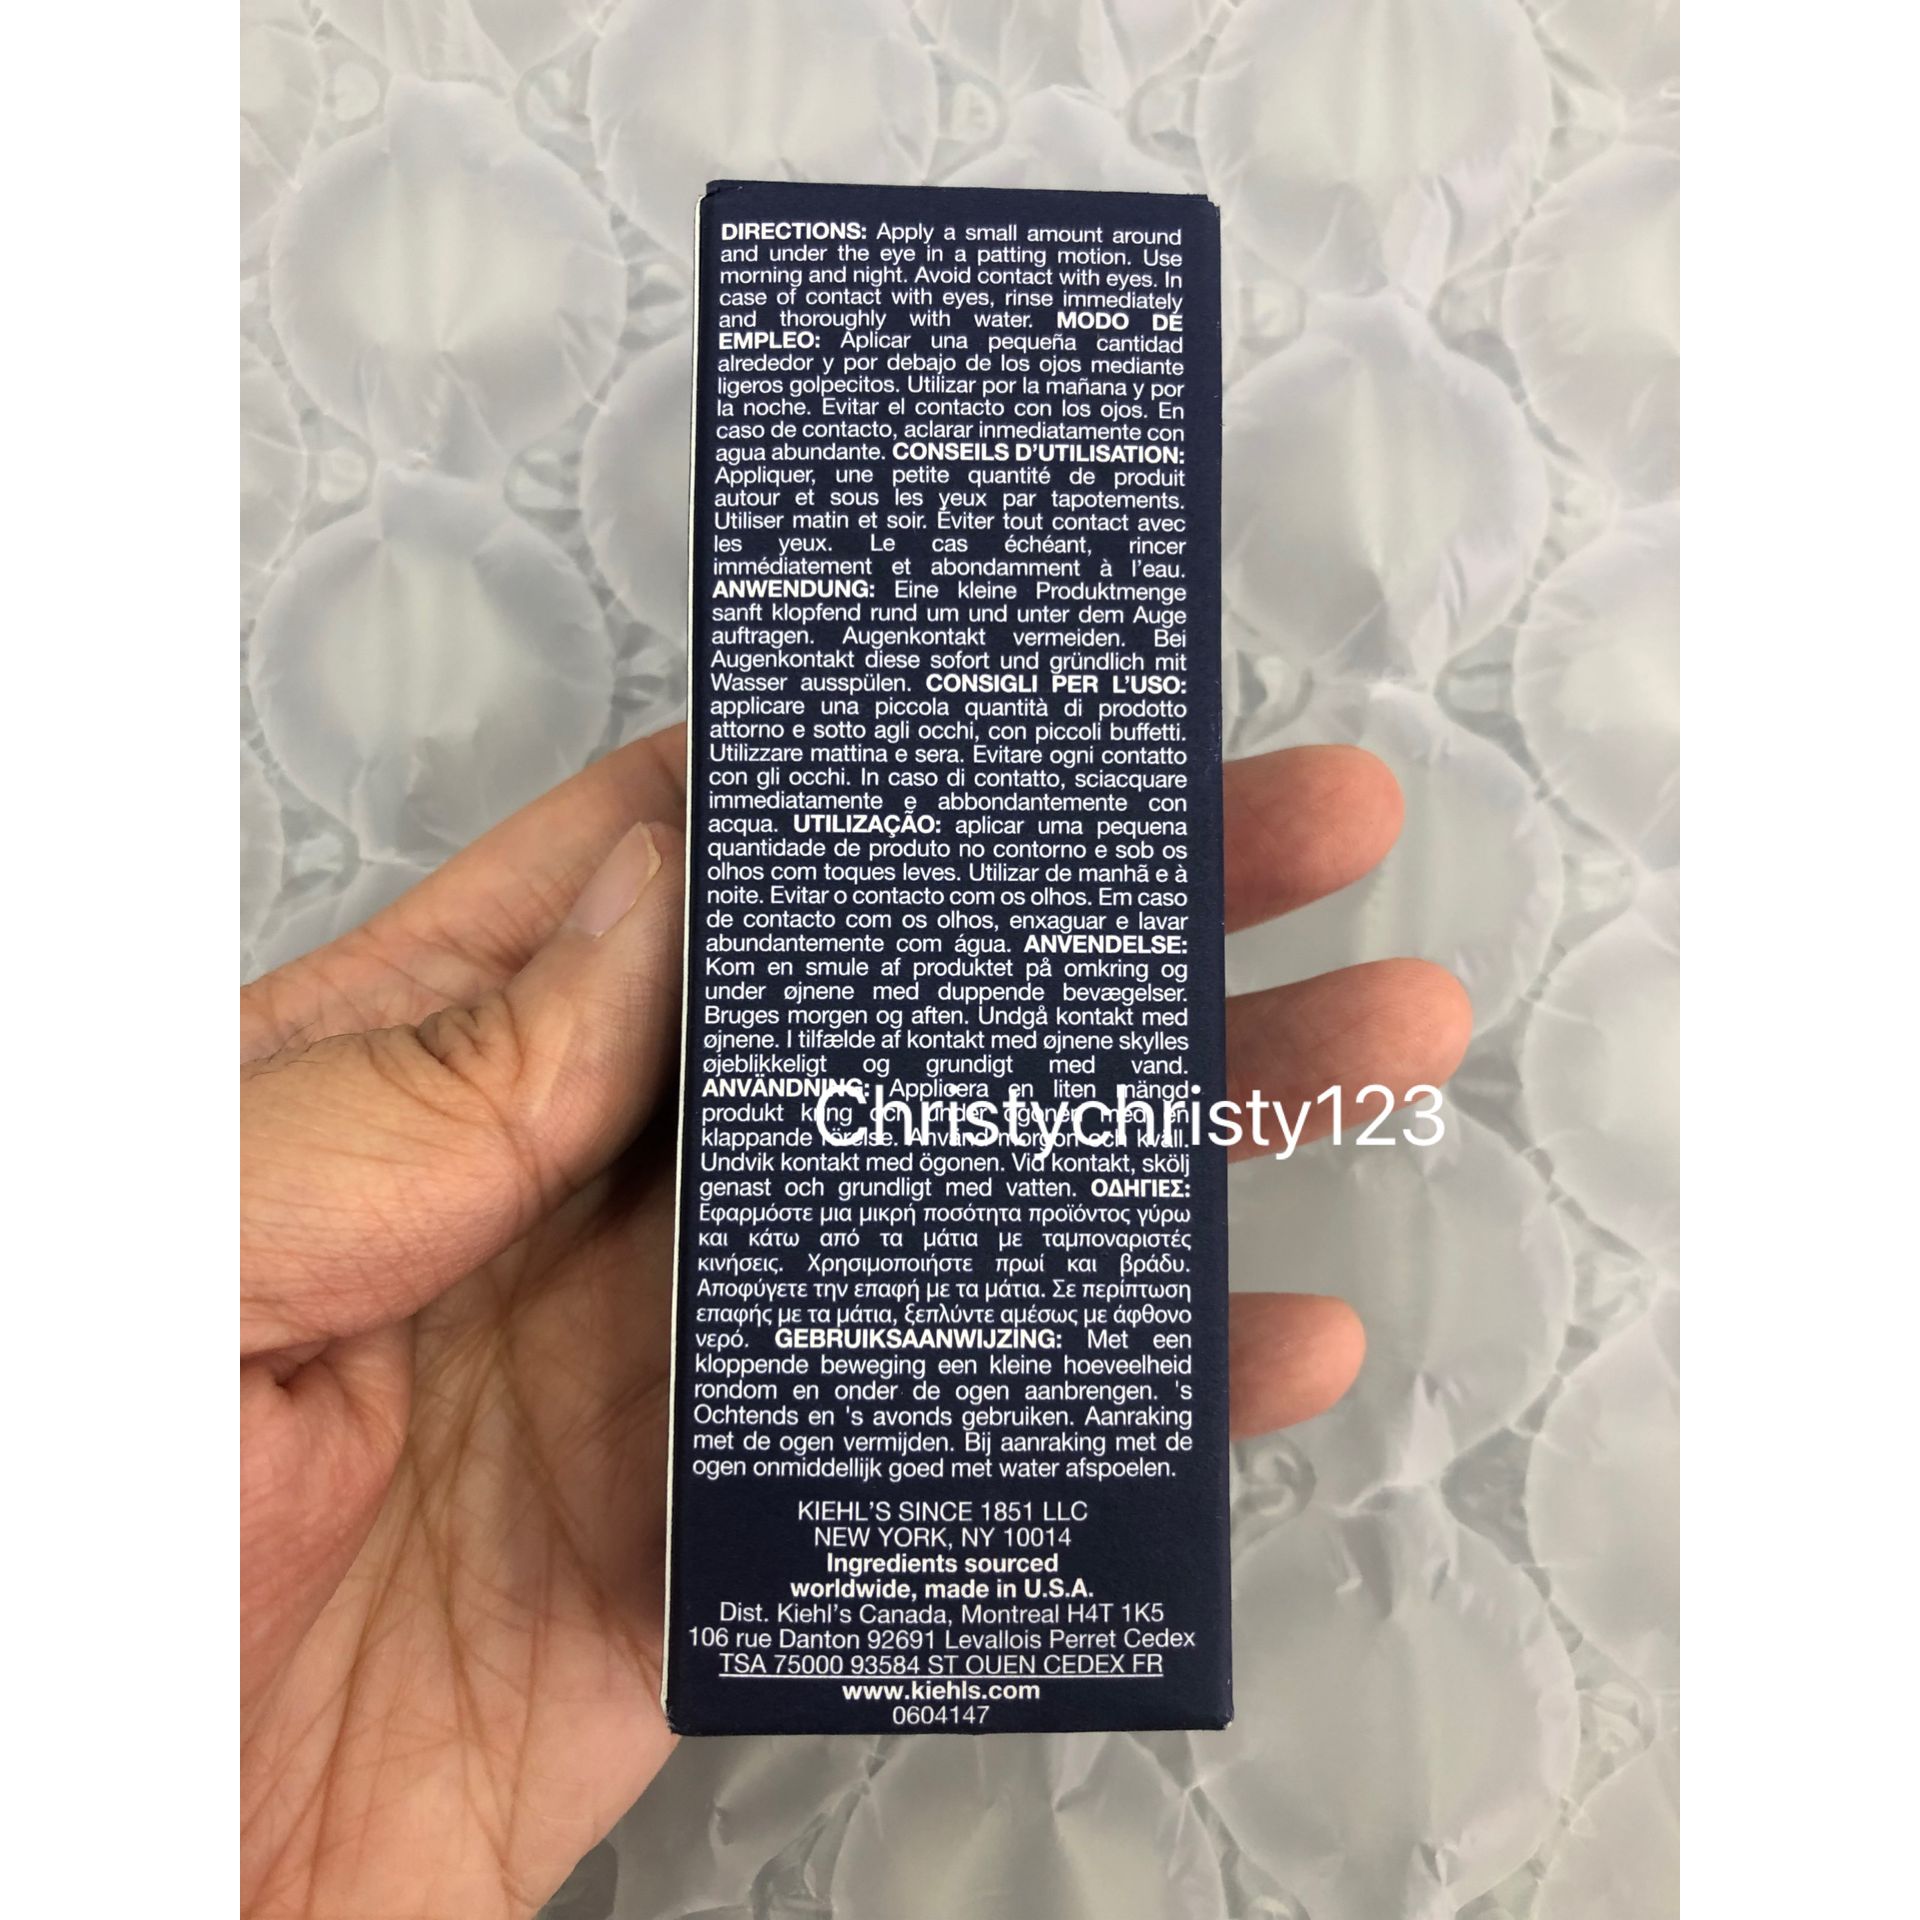 DIRECTIONS: Apply a small amount around
and under the eye in a patting motion. Use
morning and night. Avoid contact with eyes. In
case of contact with eyes, rinse immediately
and thoroughly with water. MODO DE
EMPLEO: Aplicar una pequeña cantidad
alrededor y por debajo de los ojos mediante
ligeros golpecitos. Utilizar por la mañana y por
la noche. Evitar el contacto con los ojos. En
caso de contacto, aclarar inmediatamente con
agua abundante. CONSEILS D'UTILISATION:
Appliquer, une petite quantité de produit
autour et sous les yeux par tapotements.
Utiliser matin et soir. Éviter tout contact avec
les yeux. Le cas échéant, rincer
immédiatement et abondamment à l'eau.
ANWENDUNG: Eine kleine Produktmenge
sanft klopfend rund um und unter dem Auge
auftragen. Augenkontakt vermeiden. Bei
Augenkontakt diese sofort und gründlich mit
Wasser ausspülen. CONSIGLI PER L'USO:
applicare una piccola quantità di prodotto
attorno e sotto agli occhi, con piccoli buffetti.
Utilizzare mattina e sera. Evitare ogni contatto
con gli occhi. In caso di contatto, sciacquare
immediatamente e abbondantemente con
acqua. UTILIZAÇÃO: aplicar uma pequena
quantidade de produto no contorno e sob os
olhos com toques leves. Utilizar de manhã e à
noite. Evitar o contacto com os olhos. Em caso
de contacto com os olhos, enxaguar e lavar
abundantemente com água. ANVENDELSE:
Kom en smule af produktet på omkring og
under øjnene med duppende bevægelser.
Bruges morgen og aften. Undgå kontakt med
øjnene. I tilfælde af kontakt med øjnene skylles
øjeblikkeligt og grundigt med vand.
ANVÄNDNING: Applicera en liten mängd
Christychristy123
produkt kring och under ögonen med en
klappande rörelse. Använd morgon och kväll.
Undvik kontakt med ögonen. Vid kontakt, skölj
genast och grundligt med vatten. ΟΔΗΓΙΕΣ:
Εφαρμόστε μια μικρή ποσότητα προϊόντος γύρω
και κάτω από τα μάτια με ταμποναριστές
κινήσεις. Χρησιμοποιήστε πρωί και βράδυ.
Αποφύγετε την επαφή με τα μάτια. Σε περίπτωση
επαφής με τα μάτια, ξεπλύντε αμέσως με άφθονο
νερό. GEBRUIKSAANWIJZING: Met een
kloppende beweging een kleine hoeveelheid
rondom en onder de ogen aanbrengen. 's
Ochtends en 's avonds gebruiken. Aanraking
met de ogen vermijden. Bij aanraking met de
ogen onmiddellijk goed met water afspoelen.
KIEHL'S SINCE 1851 LLC
NEW YORK, NY 10014
Ingredients sourced
worldwide, made in U.S.A.
Dist. Kiehl's Canada, Montreal H4T 1K5
106 rue Danton 92691 Levallois Perret Cedex
TSA 75000 93584 ST OUEN CEDEX FR
www.kiehls.com
0604147